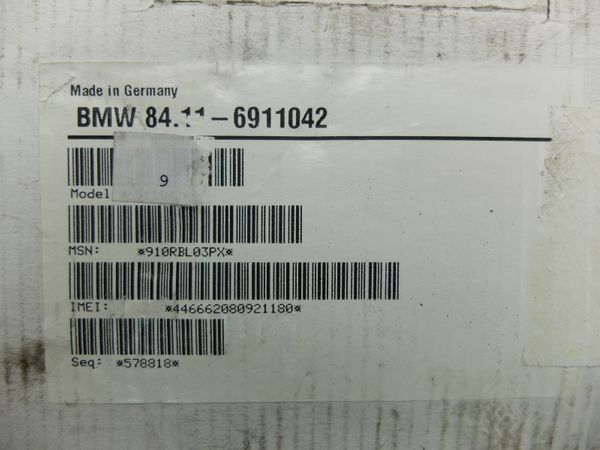 Made in Germany
BMW 84.11-6911042
9
Model
MSN: *910RBL03PX*
IMEI: *446662080921180*
Seq: *578818*